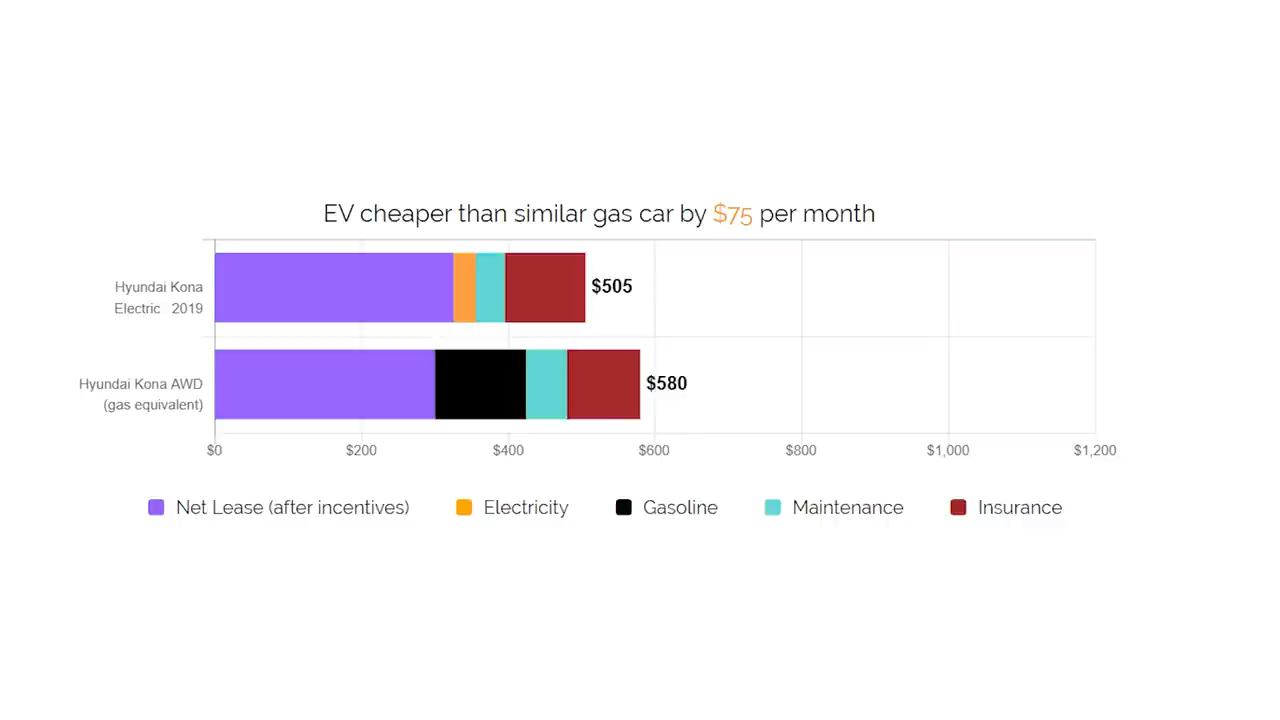 EV cheaper than similar gas car by $75 per month
Hyundai Kona
Electric 2019
$505
Hyundai Kona AWD
(gas equivalent)
$580
$0 $200 $400 $600 $800 $1,000 $1,200
Net Lease (after incentives) Electricity Gasoline Maintenance Insurance